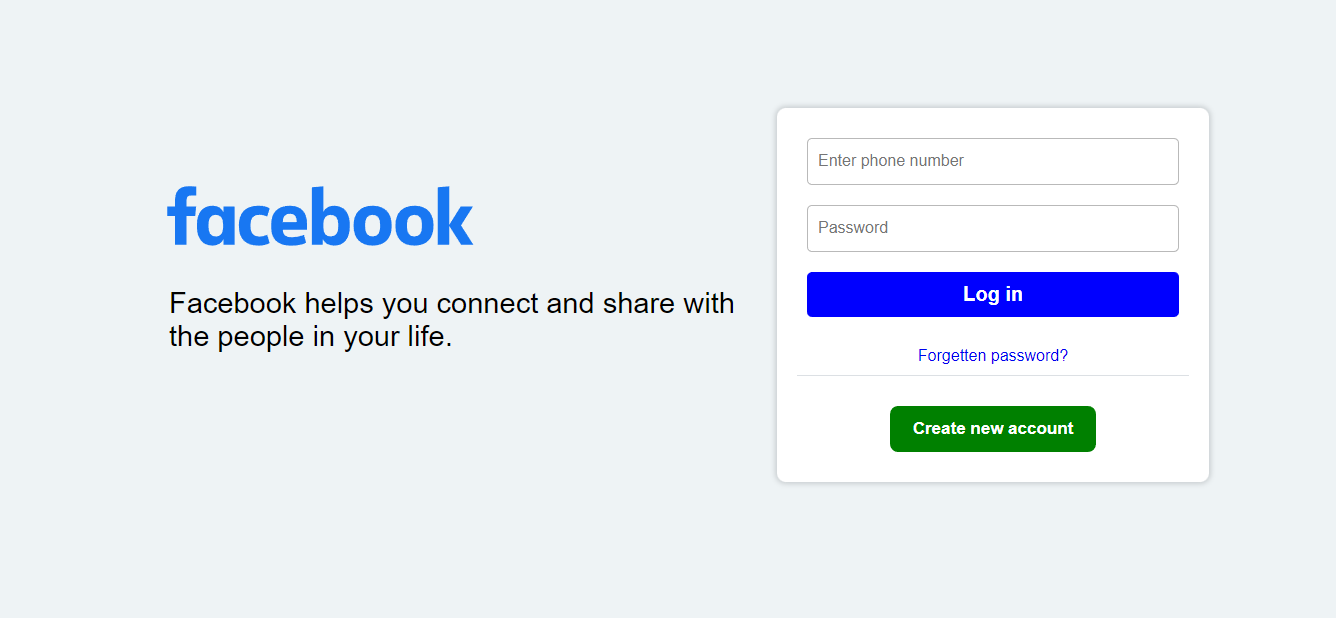 facebook
Facebook helps you connect and share with
the people in your life.
Enter phone number
Password
Log in
Forgetten password?
Create new account